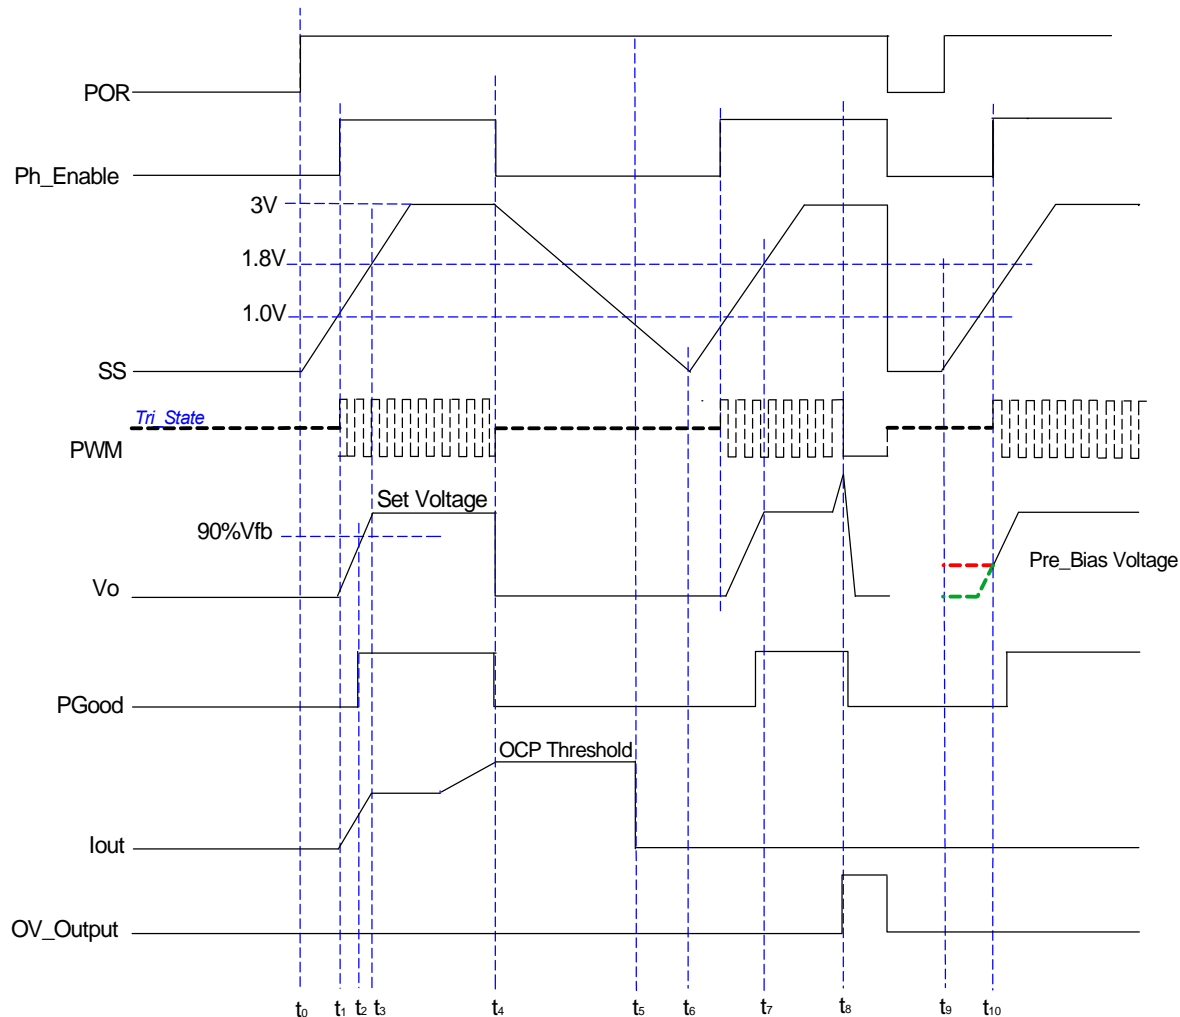 POR
Ph_Enable
3V
1.8V
1.0V
SS
Tri_State
PWM
Set Voltage
90%Vfb
Pre_Bias Voltage
Vo
PGood
OCP Threshold
Iout
OV_Output
t0 t1 t2 t3 t4 t5 t6 t7 t8 t9 t10